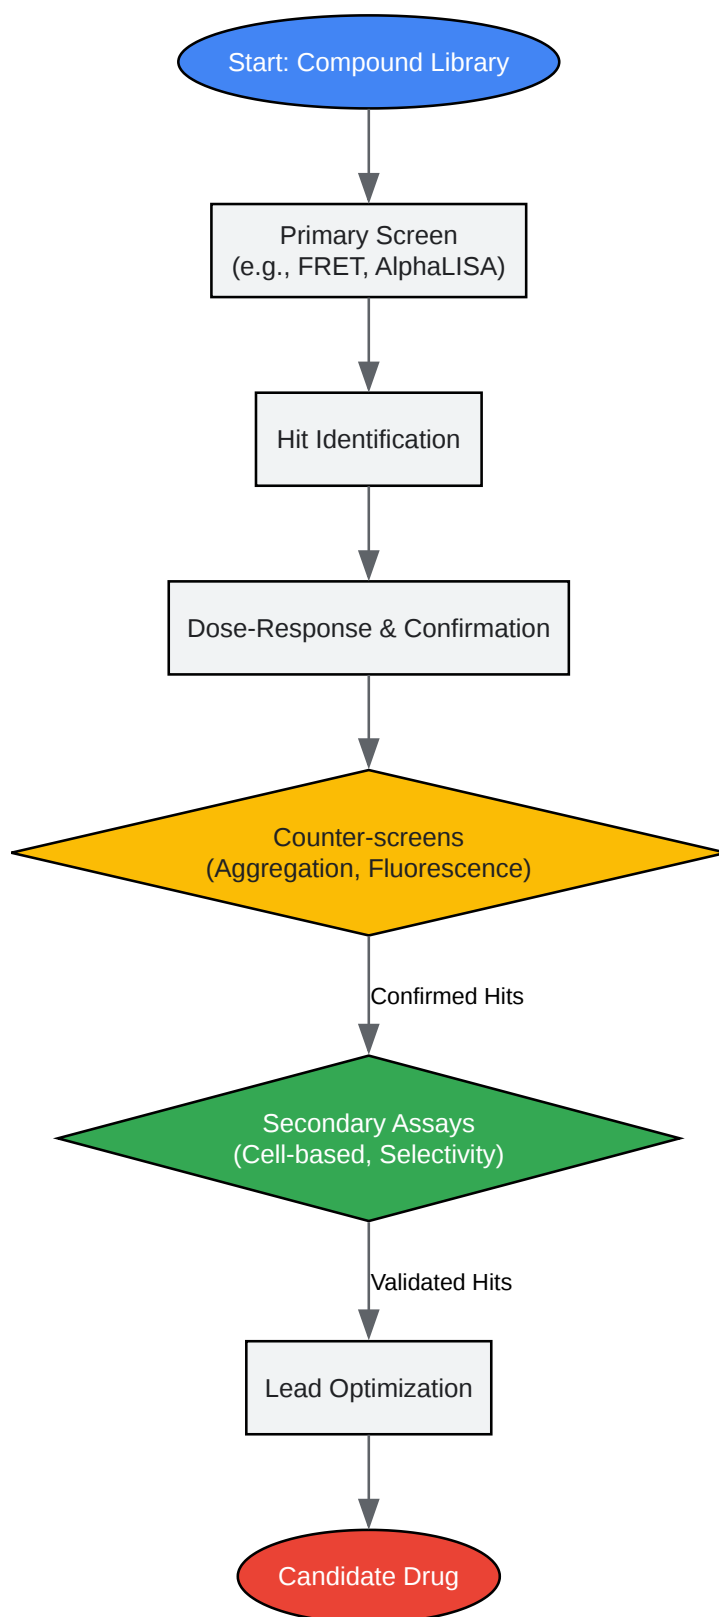 Start: Compound Library
Primary Screen
(e.g., FRET, AlphaLISA)
Hit Identification
Dose-Response & Confirmation
Counter-screens
(Aggregation, Fluorescence)
Confirmed Hits
Secondary Assays
(Cell-based, Selectivity)
Validated Hits
Lead Optimization
Candidate Drug